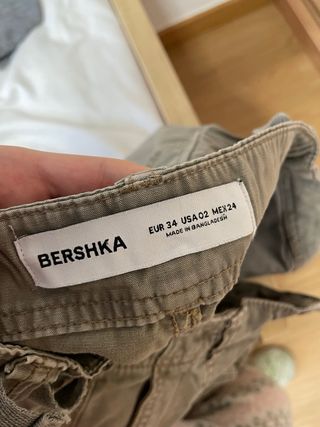 BERSHKA
EUR 34 USA 02 MEX 24
MADE IN BANGLADESH